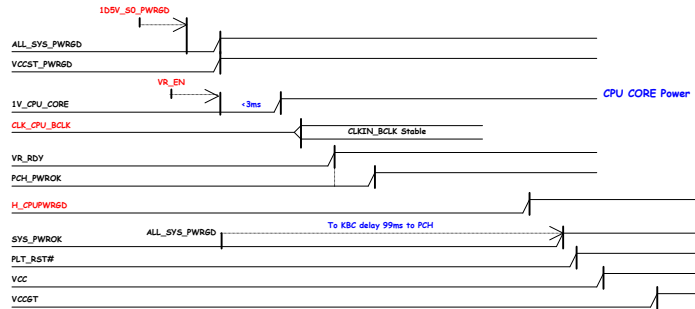 1D5V_S0_PWRGD
ALL_SYS_PWRGD
VCCST_PWRGD
VR_EN
1V_CPU_CORE
<3ms
CPU CORE Power
CLK_CPU_BCLK
CLKIN_BCLK Stable
VR_RDY
PCH_PWROK
H_CPUPWRGD
SYS_PWROK
ALL_SYS_PWRGD
To KBC delay 99ms to PCH
PLT_RST#
VCC
VCCGT